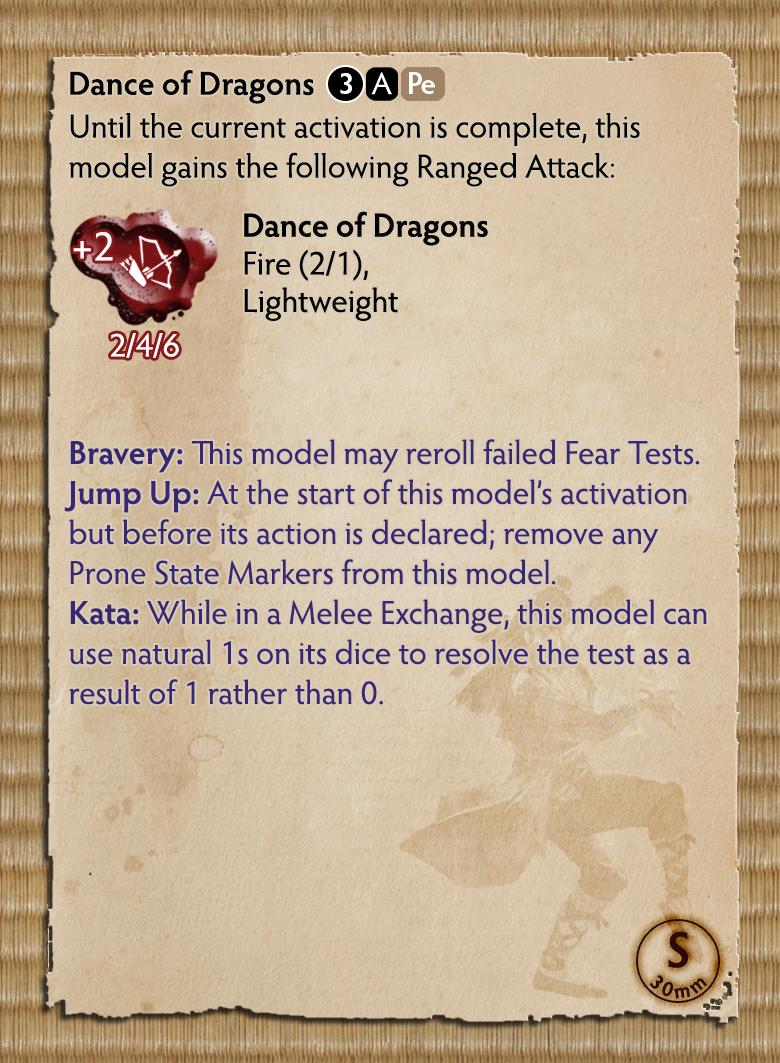 Dance of Dragons 3 A Pe
Until the current activation is complete, this
model gains the following Ranged Attack:
+2
2/4/6
Dance of Dragons
Fire (2/1),
Lightweight
Bravery: This model may reroll failed Fear Tests.
Jump Up: At the start of this model's activation
but before its action is declared; remove any
Prone State Markers from this model.
Kata: While in a Melee Exchange, this model can
use natural 1s on its dice to resolve the test as a
result of 1 rather than 0.
S
30mm